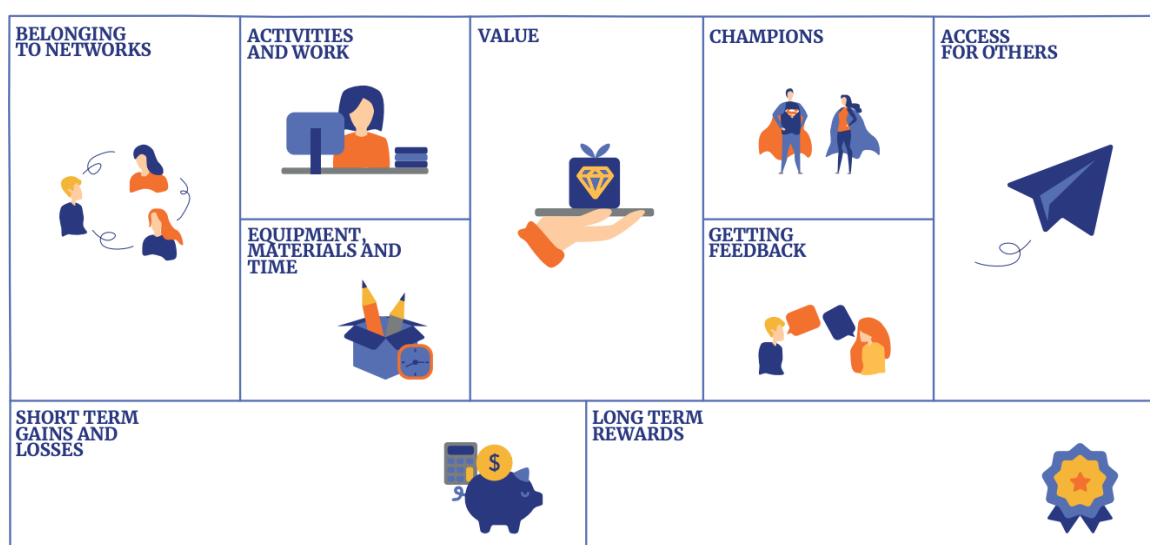 BELONGING
TO NETWORKS
ACTIVITIES
AND WORK
VALUE
CHAMPIONS
ACCESS
FOR OTHERS
EQUIPMENT,
MATERIALS AND
TIME
GETTING
FEEDBACK
SHORT TERM
GAINS AND
LOSSES
$
LONG TERM
REWARDS